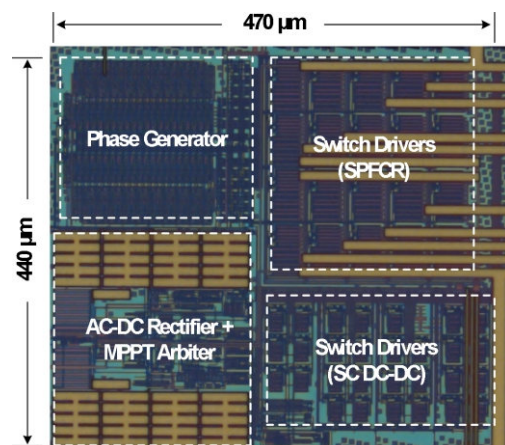 470 µm
440 µm
Phase Generator
Switch Drivers
(SPFCR)
AC-DC Rectifier +
MPPT Arbiter
Switch Drivers
(SC DC-DC)